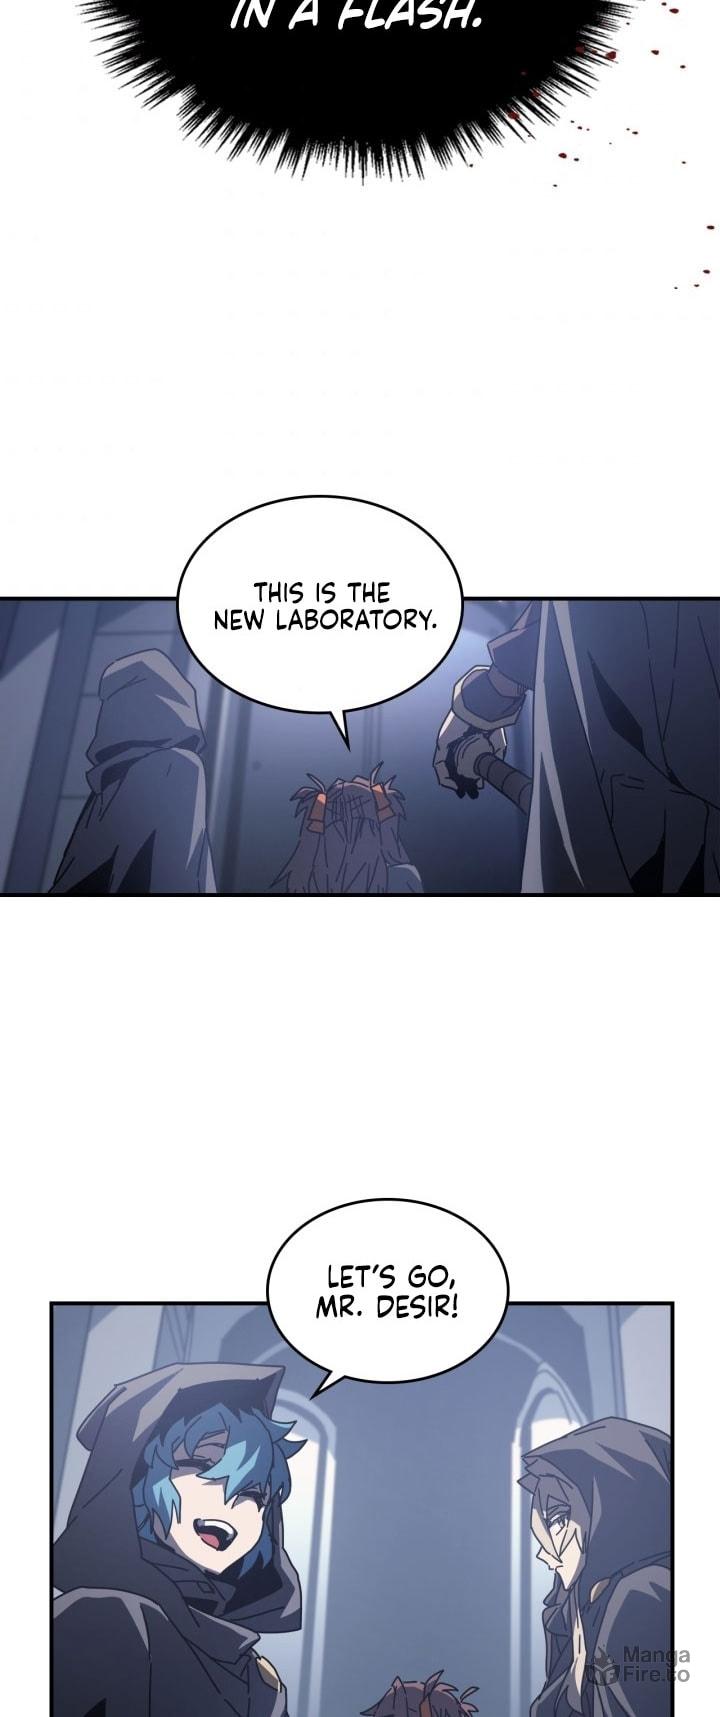 IN A FLASH.
THIS IS THE
NEW LABORATORY.
LET'S GO,
MR. DESIR!
Manga
Fire.to